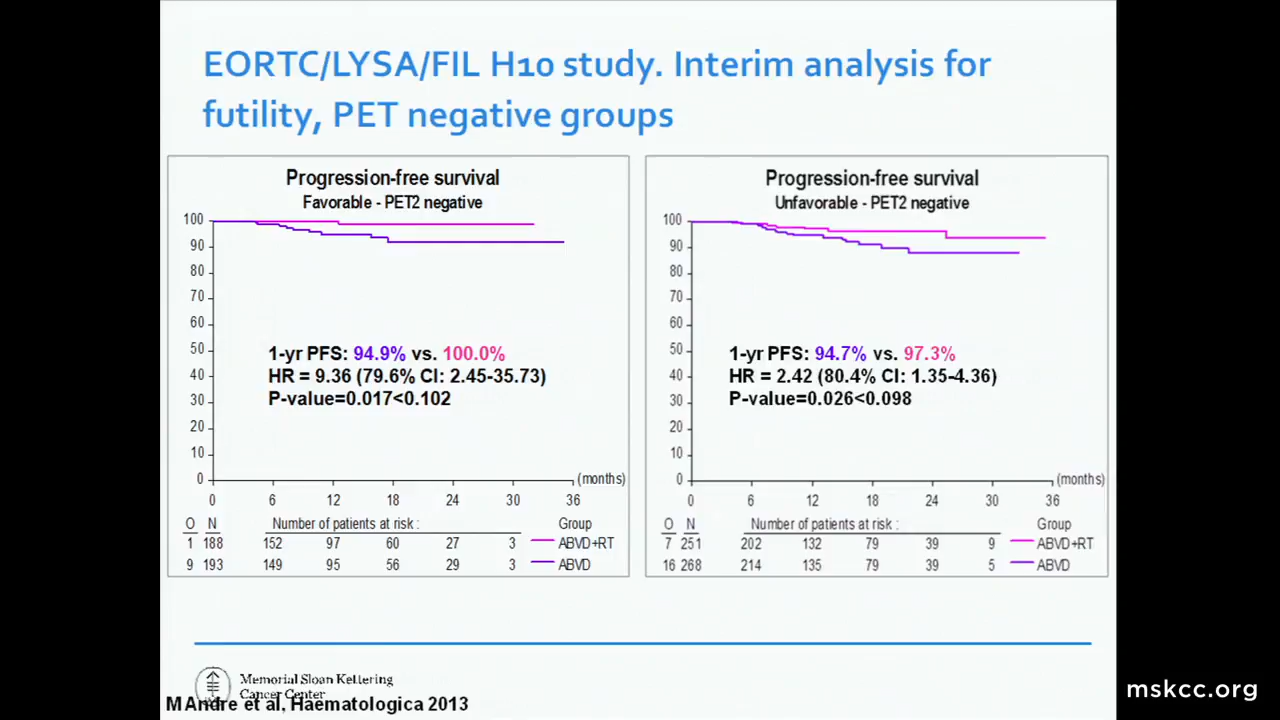 EORTC/LYSA/FIL H10 study. Interim analysis for
futility, PET negative groups
Progression-free survival
Favorable - PET2 negative
100
90
80
70
60
50
40
30
20
10
0
1-yr PFS: 94.9% vs. 100.0%
HR = 9.36 (79.6% CI: 2.45-35.73)
P-value=0.017<0.102
(months)
0 6 12 18 24 30 36
O N Number of patients at risk : Group
1 188 152 97 60 27 3 ABVD+RT
9 193 149 95 56 29 3 ABVD
Progression-free survival
Unfavorable - PET2 negative
100
90
80
70
60
50
40
30
20
10
0
1-yr PFS: 94.7% vs. 97.3%
HR = 2.42 (80.4% CI: 1.35-4.36)
P-value=0.026<0.098
(months)
0 6 12 18 24 30 36
O N Number of patients at risk : Group
7 251 202 132 79 39 9 ABVD+RT
16 268 214 135 79 39 5 ABVD
Memorial Sloan Kettering
Cancer Center
M Andre et al, Haematologica 2013
mskcc.org